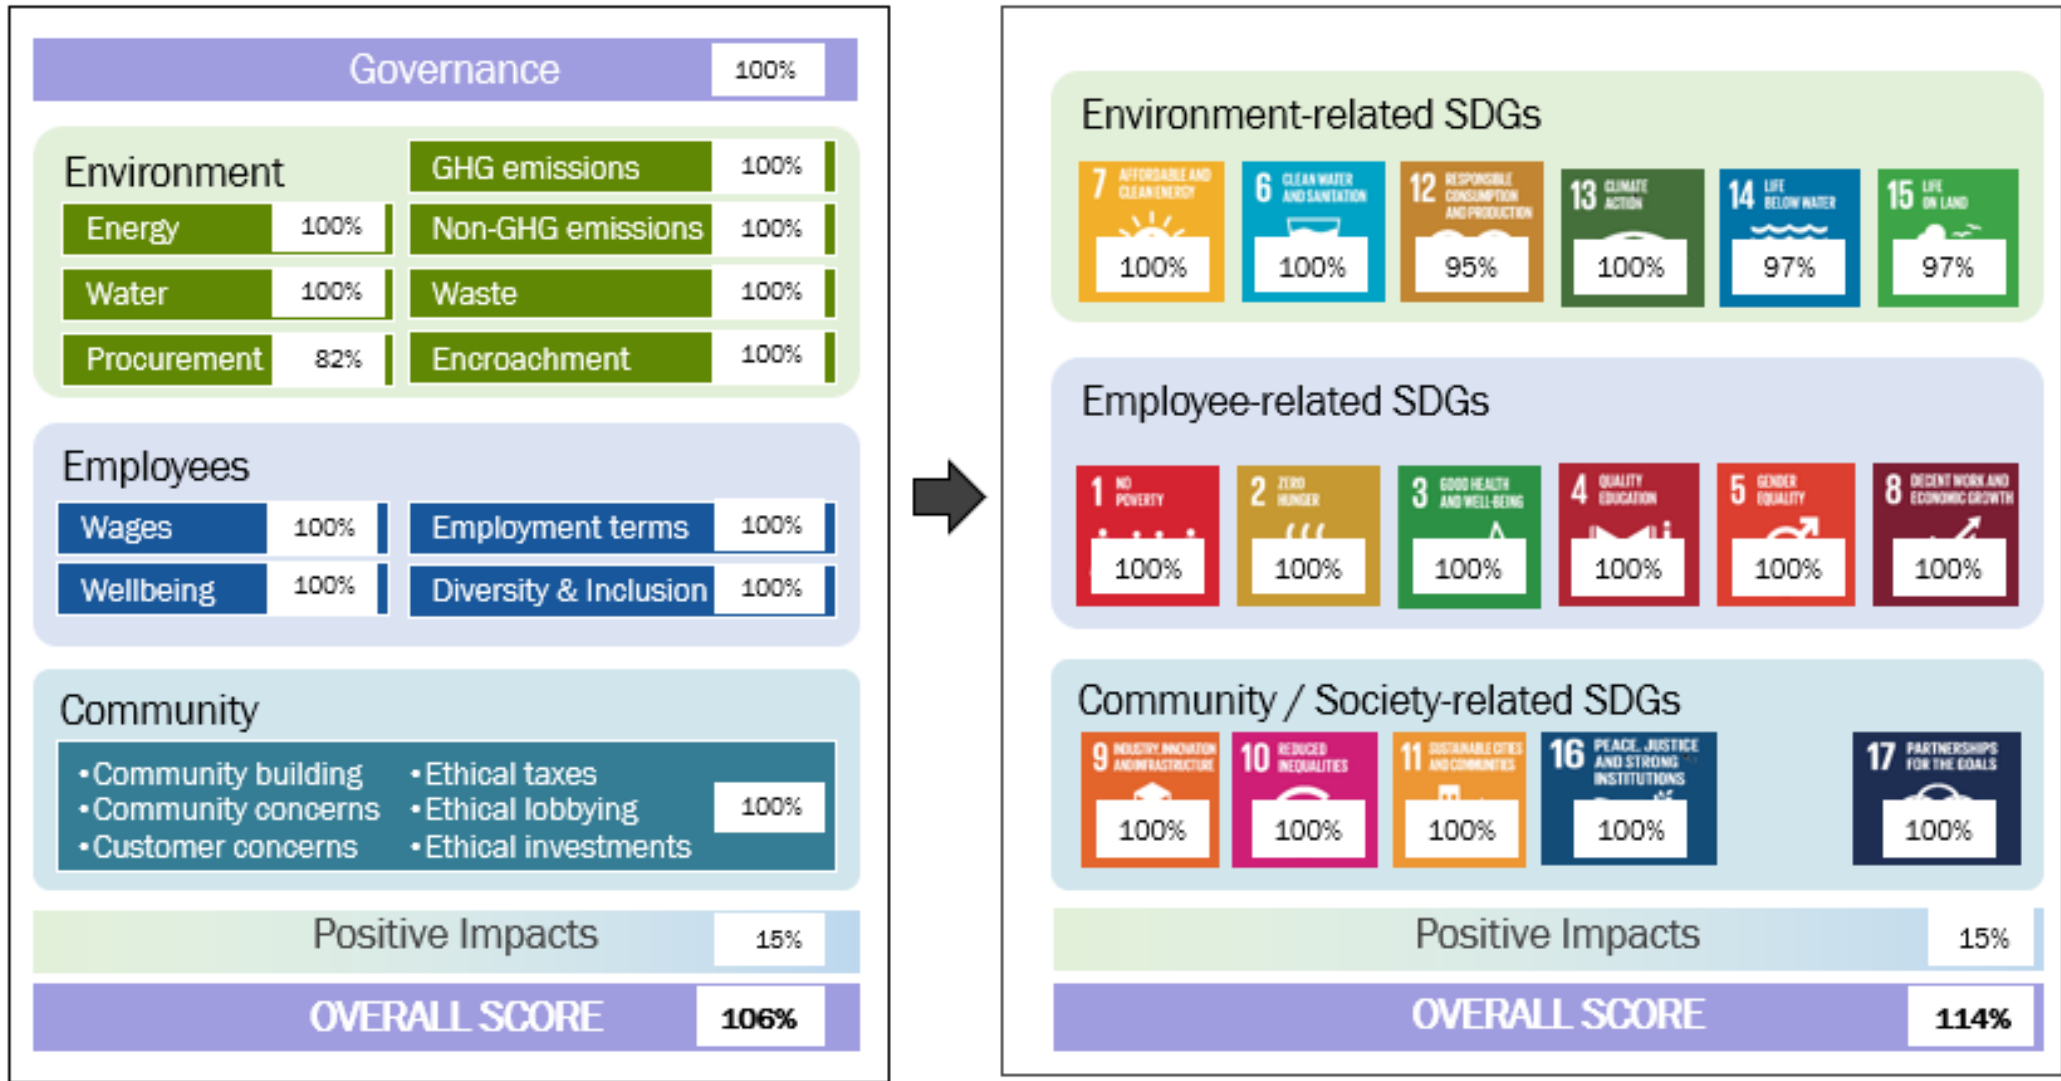 Governance 100%
Environment
Energy 100%
Water 100%
Procurement 82%
GHG emissions 100%
Non-GHG emissions 100%
Waste 100%
Encroachment 100%
Employees
Wages 100%
Wellbeing 100%
Employment terms 100%
Diversity & Inclusion 100%
Community
•Community building
•Community concerns
•Customer concerns
•Ethical taxes
•Ethical lobbying
•Ethical investments
100%
Positive Impacts 15%
OVERALL SCORE 106%
Environment-related SDGs
7 AFFORDABLE AND
CLEAN ENERGY
100%
6 CLEAN WATER
AND SANITATION
100%
12 RESPONSIBLE
CONSUMPTION
AND PRODUCTION
95%
13 CLIMATE
ACTION
100%
14 LIFE
BELOW WATER
97%
15 LIFE
ON LAND
97%
Employee-related SDGs
1 NO
POVERTY
100%
2 ZERO
HUNGER
100%
3 GOOD HEALTH
AND WELL-BEING
100%
4 QUALITY
EDUCATION
100%
5 GENDER
EQUALITY
100%
8 DECENT WORK AND
ECONOMIC GROWTH
100%
Community / Society-related SDGs
9 INDUSTRY, INNOVATION
AND INFRASTRUCTURE
100%
10 REDUCED
INEQUALITIES
100%
11 SUSTAINABLE CITIES
AND COMMUNITIES
100%
16 PEACE, JUSTICE
AND STRONG
INSTITUTIONS
100%
17 PARTNERSHIPS
FOR THE GOALS
100%
Positive Impacts 15%
OVERALL SCORE 114%